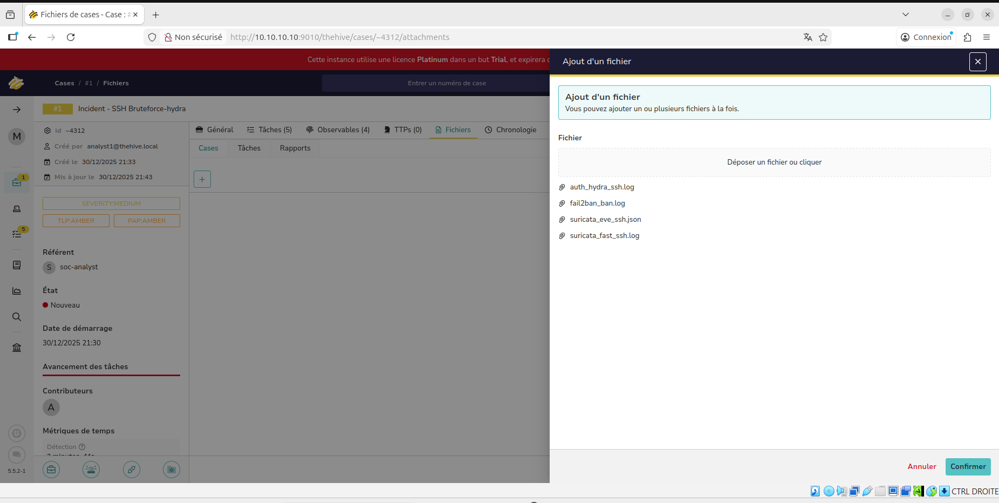 Fichiers de cases - Case : #
Non sécurisé
http://10.10.10.10:9010/thehive/cases/~4312/attachments
Connexion
Cette instance utilise une licence Platinum dans un but Trial, et expirera
Cases / #1 / Fichiers
Entrer un numéro de case
#1
Incident - SSH Bruteforce-hydra
M
1
5
5.5.2-1
id ~4312
Créé par analyst1@thehive.local
Créé le 30/12/2025 21:33
Mis à jour le 30/12/2025 21:43
SEVERITY:MEDIUM
TLP:AMBER
PAP:AMBER
Référent
S soc-analyst
État
Nouveau
Date de démarrage
30/12/2025 21:30
Avancement des tâches
Contributeurs
A
Métriques de temps
Détection
Général
Tâches (5)
Observables (4)
TTPs (0)
Fichiers
Chronologie
Cases
Tâches
Rapports
Ajout d'un fichier
Ajout d'un fichier
Vous pouvez ajouter un ou plusieurs fichiers à la fois.
Fichier
Déposer un fichier ou cliquer
auth_hydra_ssh.log
fail2ban_ban.log
suricata_eve_ssh.json
suricata_fast_ssh.log
Annuler
Confirmer
CTRL DROITE